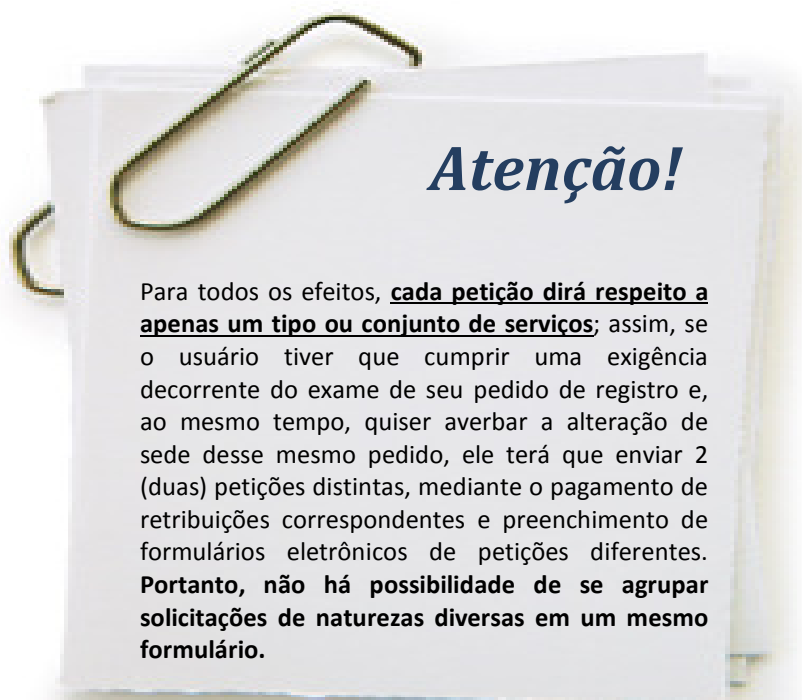 Atenção!
Para todos os efeitos, cada petição dirá respeito a
apenas um tipo ou conjunto de serviços; assim, se
o usuário tiver que cumprir uma exigência
decorrente do exame de seu pedido de registro e,
ao mesmo tempo, quiser averbar a alteração de
sede desse mesmo pedido, ele terá que enviar 2
(duas) petições distintas, mediante o pagamento de
retribuições correspondentes e preenchimento de
formulários eletrônicos de petições diferentes.
Portanto, não há possibilidade de se agrupar
solicitações de naturezas diversas em um mesmo
formulário.